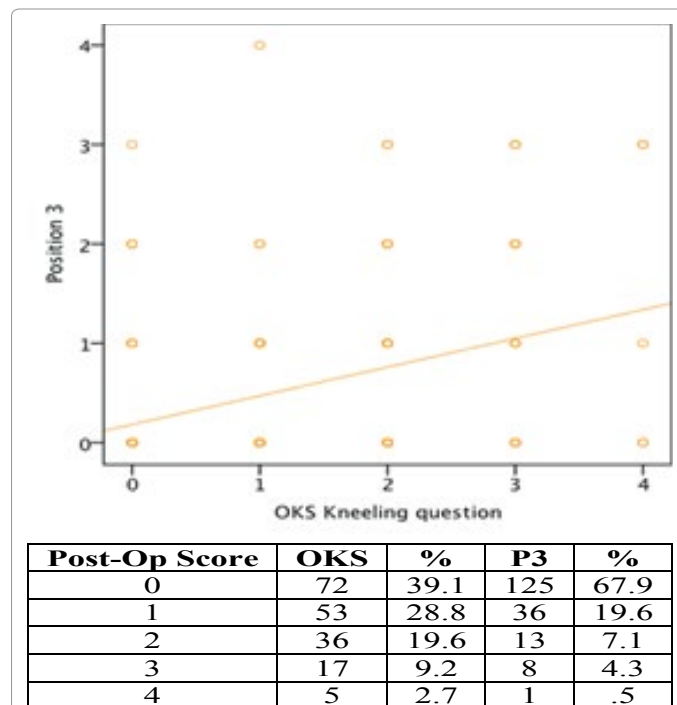 4
3
Position 3
2
1
0
0 1 2 3 4
OKS Kneeling question
Post-Op Score OKS % P3 %
0 72 39.1 125 67.9
1 53 28.8 36 19.6
2 36 19.6 13 7.1
3 17 9.2 8 4.3
4 5 2.7 1 .5